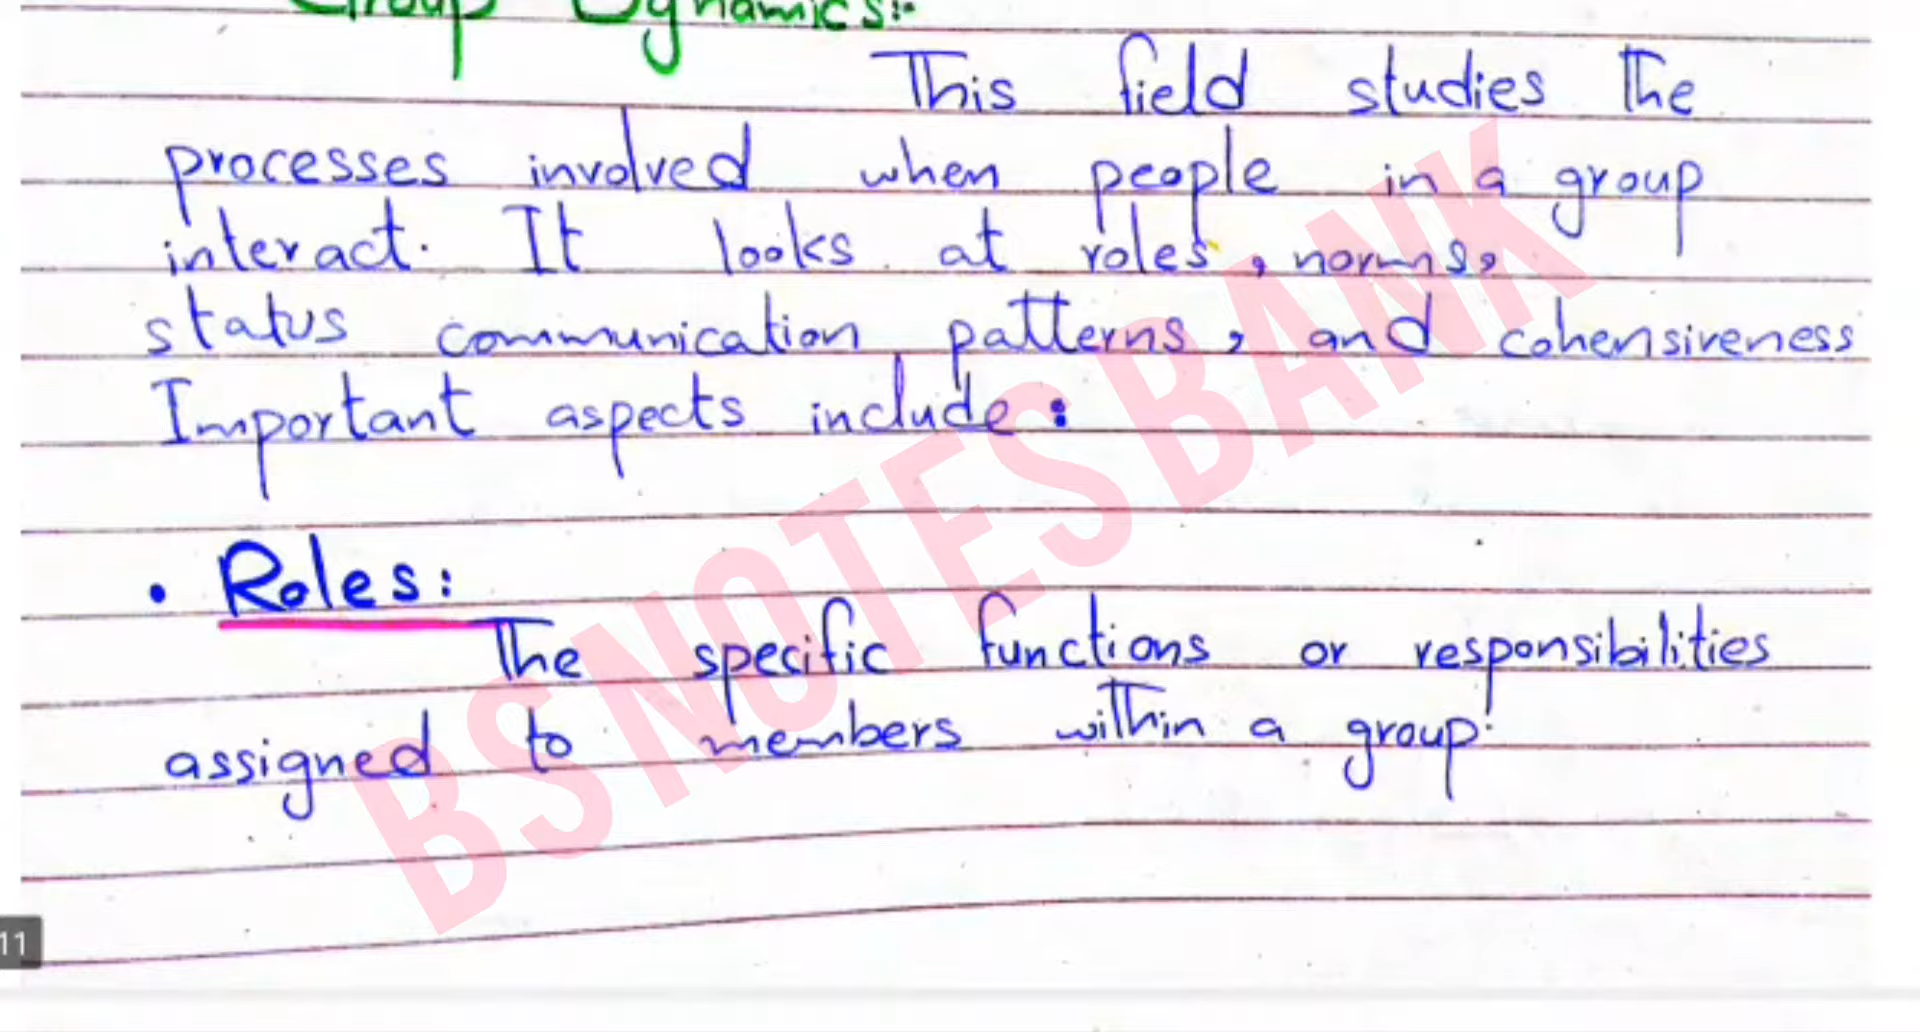 Group Dynamics:-
This field studies the
processes involved when people in a group
interact. It looks at roles, norms,
status communication patterns, and cohensiveness
Important aspects include:
• Roles:
The specific functions or responsibilities
assigned to members within a group.
BSNOTES BANK
11